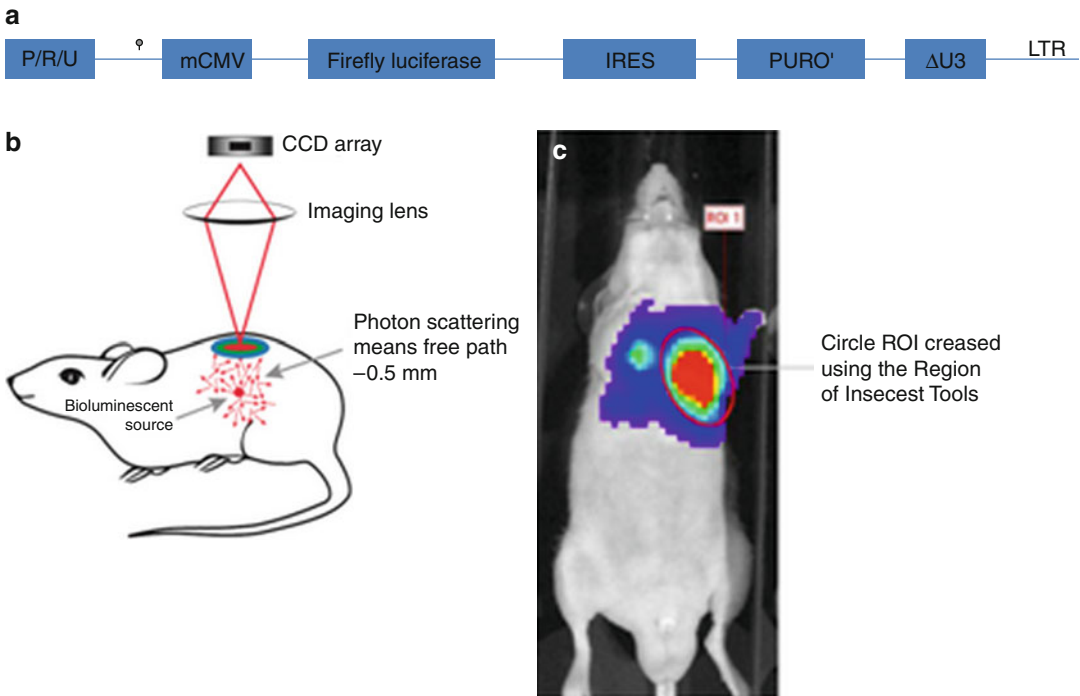 a
P/R/U
mCMV
Firefly luciferase
IRES
PURO'
ΔU3
LTR
b
CCD array
Imaging lens
Photon scattering
means free path
–0.5 mm
Bioluminescent
source
c
ROI 1
Circle ROI creased
using the Region
of Insecest Tools